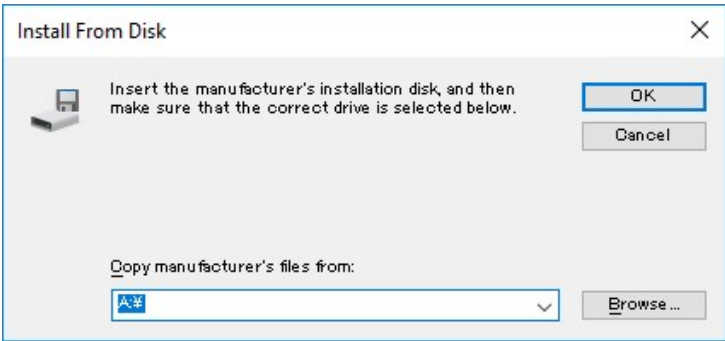 Install From Disk
Insert the manufacturer's installation disk, and then
make sure that the correct drive is selected below.
OK
Cancel
Copy manufacturer's files from:
A:¥
Browse...